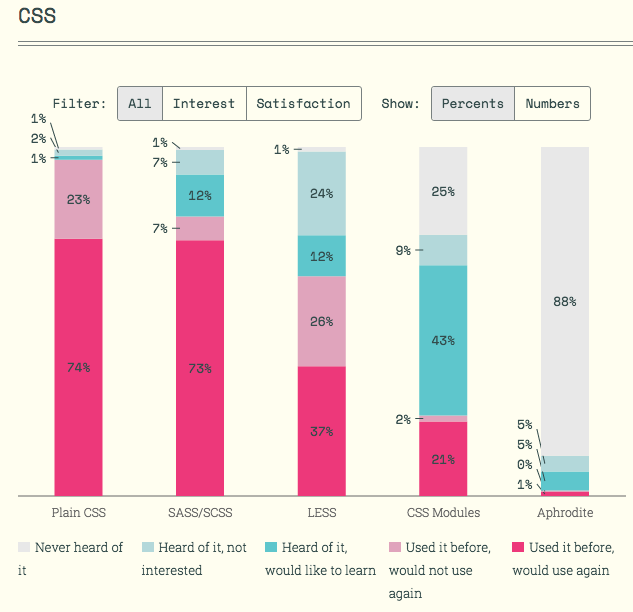 CSS
Filter: All Interest Satisfaction Show: Percents Numbers
1%
2%
1%
23%
74%
1%
7%
12%
7%
73%
1%
24%
12%
26%
37%
25%
9%
43%
2%
21%
88%
5%
5%
0%
1%
Plain CSS SASS/SCSS LESS CSS Modules Aphrodite
Never heard of
it
Heard of it, not
interested
Heard of it,
would like to learn
Used it before,
would not use
again
Used it before,
would use again